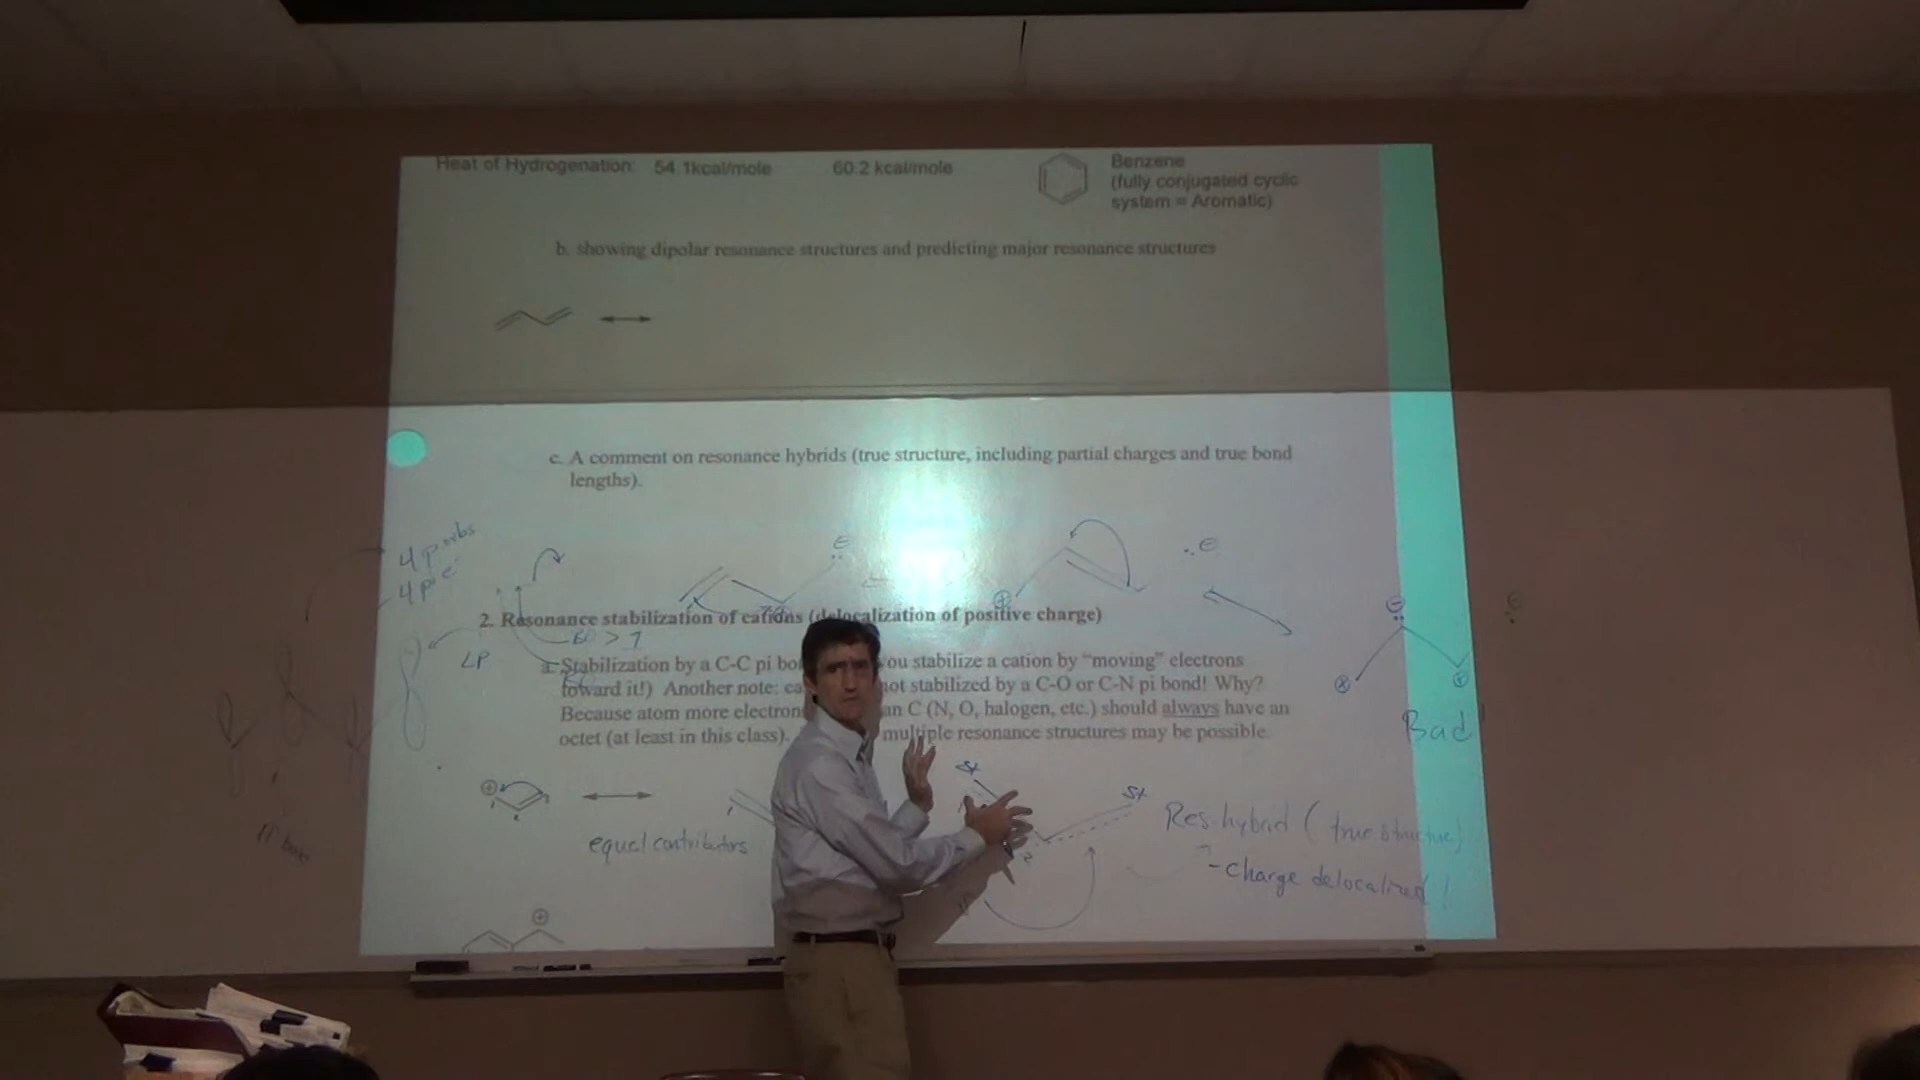 Heat of Hydrogenation: 54.1kcal/mole 60.2 kcal/mole
Benzene
(fully conjugated cyclic
system = Aromatic)
b. showing dipolar resonance structures and predicting major resonance structures
c. A comment on resonance hybrids (true structure, including partial charges and true bond
lengths).
4 p orbs
4 p e-
2. Resonance stabilization of cations (delocalization of positive charge)
BO > 1
LP
a. Stabilization by a C-C pi ou stabilize a cation by "moving" electrons
toward it!) Another note: not stabilized by a C-O or C-N pi bond! Why?
Because atom more an C (N, O, halogen, etc.) should always have an
octet (at least in this class). multiple resonance structures may be possible.
Bad!
equal contributors
δ+
δ+
Res. hybrid (true structure)
- charge delocalized!